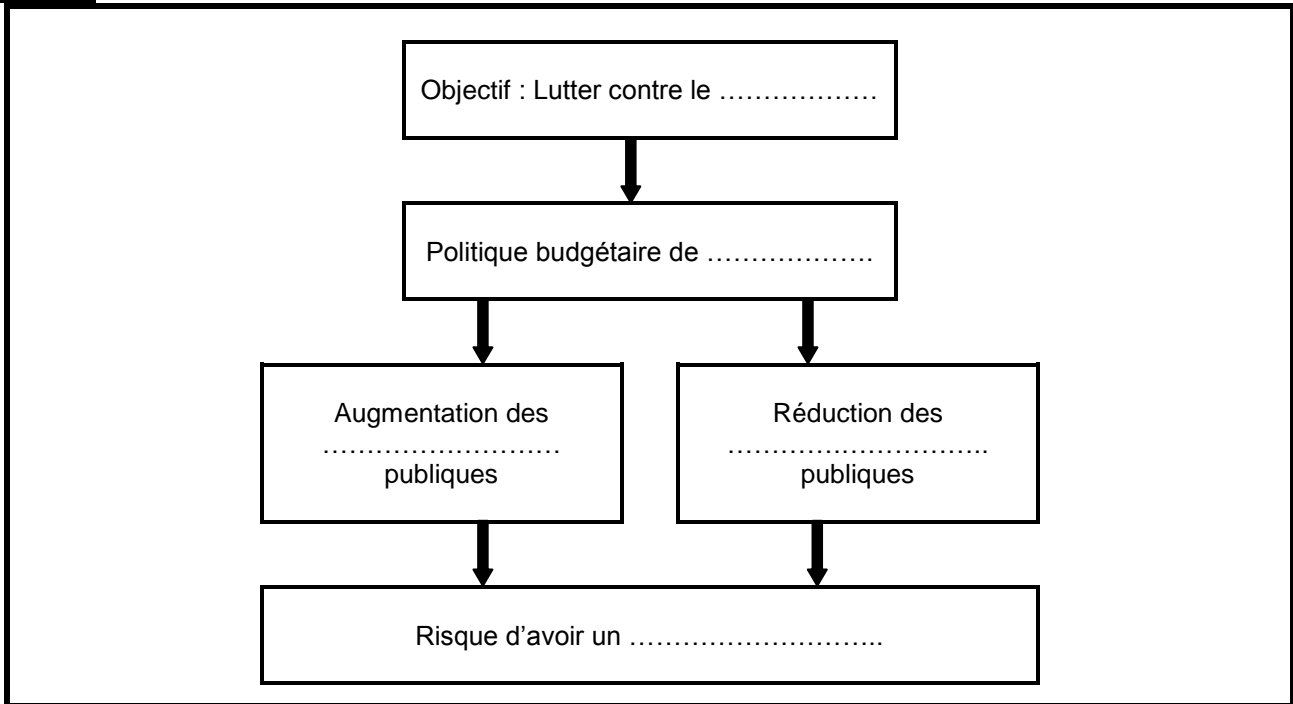 Objectif : Lutter contre le ………………
Politique budgétaire de ……………….
Augmentation des
………………………
publiques
Réduction des
…………..……………..
publiques
Risque d’avoir un ………………………..